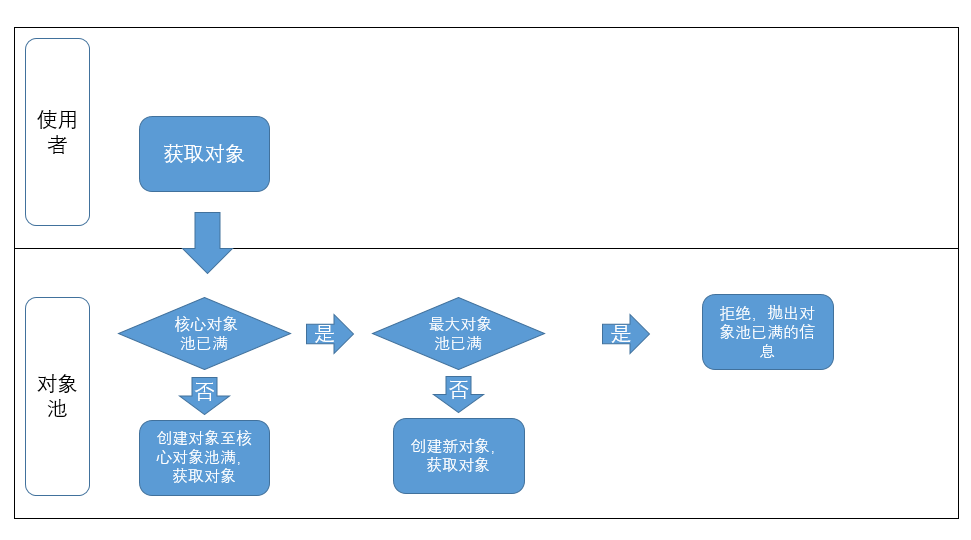 使用
者
获取对象
核心对象
池已满
是
最大对象
池已满
是
拒绝，抛出对
象池已满的信
息
对象
池
否
否
创建对象至核
心对象池满，
获取对象
创建新对象，
获取对象